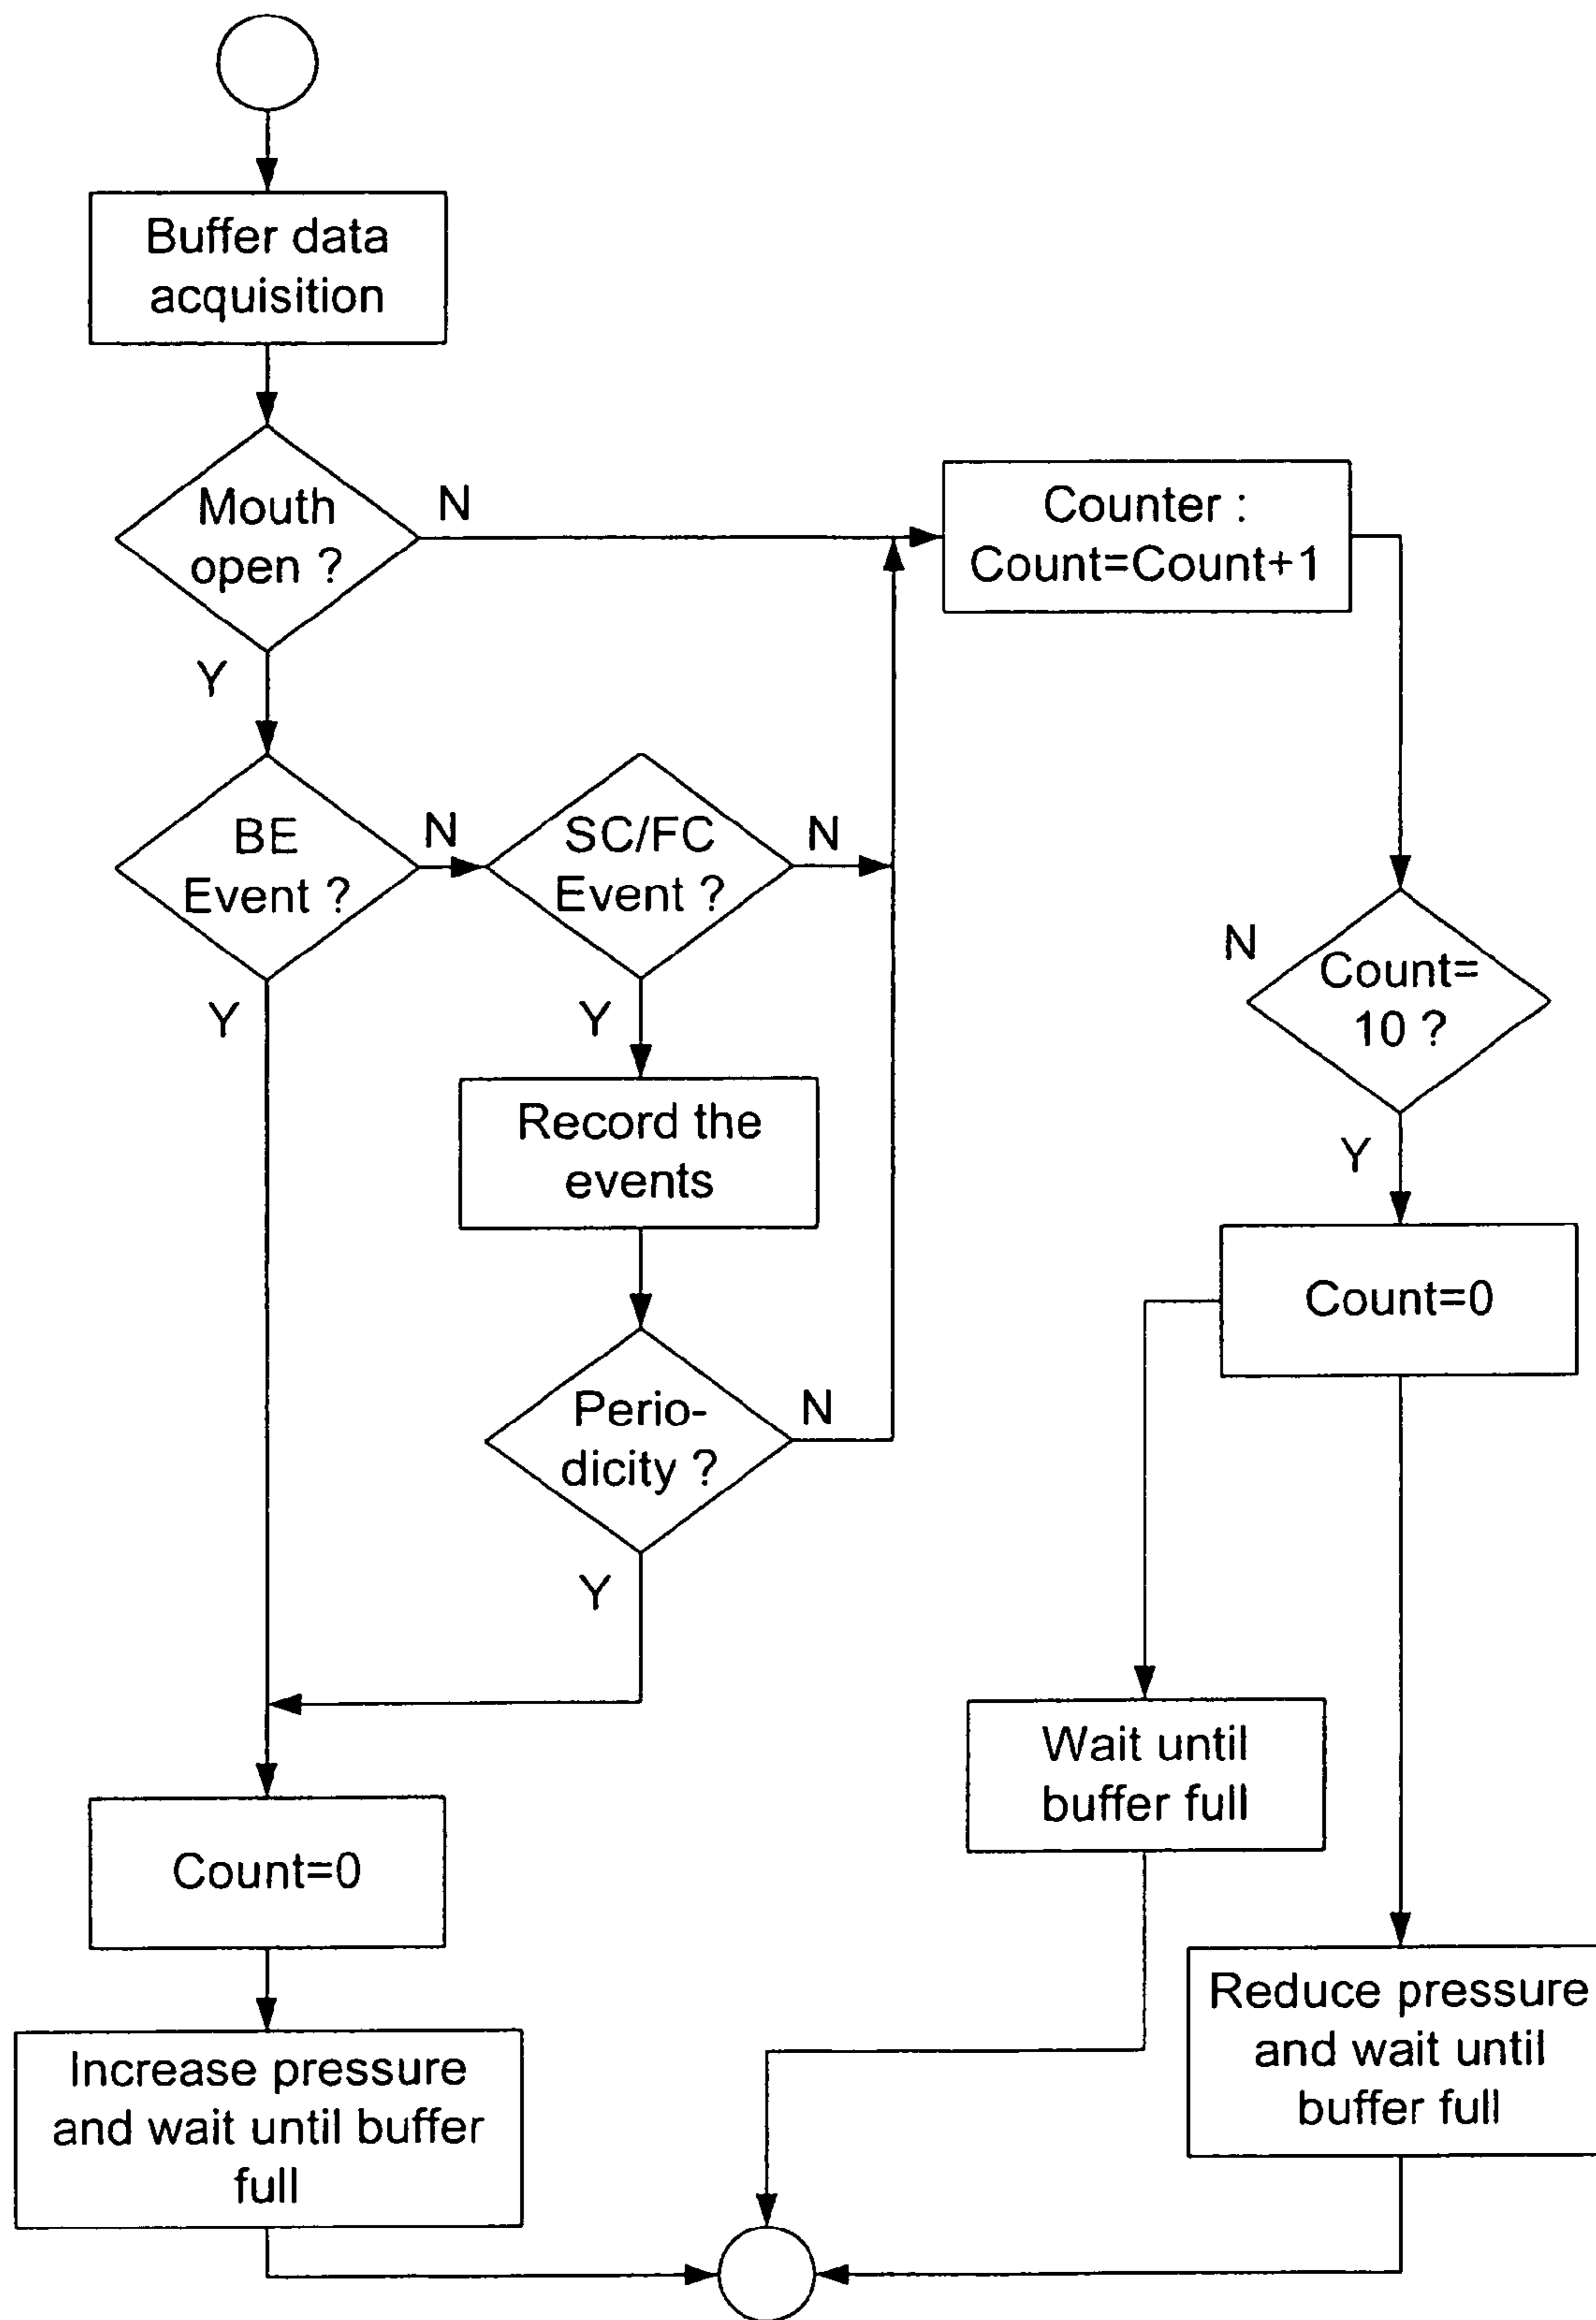 Buffer data
acquisition
Mouth
open ?
N
Y
Counter :
Count=Count+1
BE
Event ?
N
Y
SC/FC
Event ?
N
Y
Record the
events
Perio-
dicity ?
N
Y
N
Count=
10 ?
Y
Count=0
Wait until
buffer full
Count=0
Reduce pressure
and wait until
buffer full
Increase pressure
and wait until buffer
full